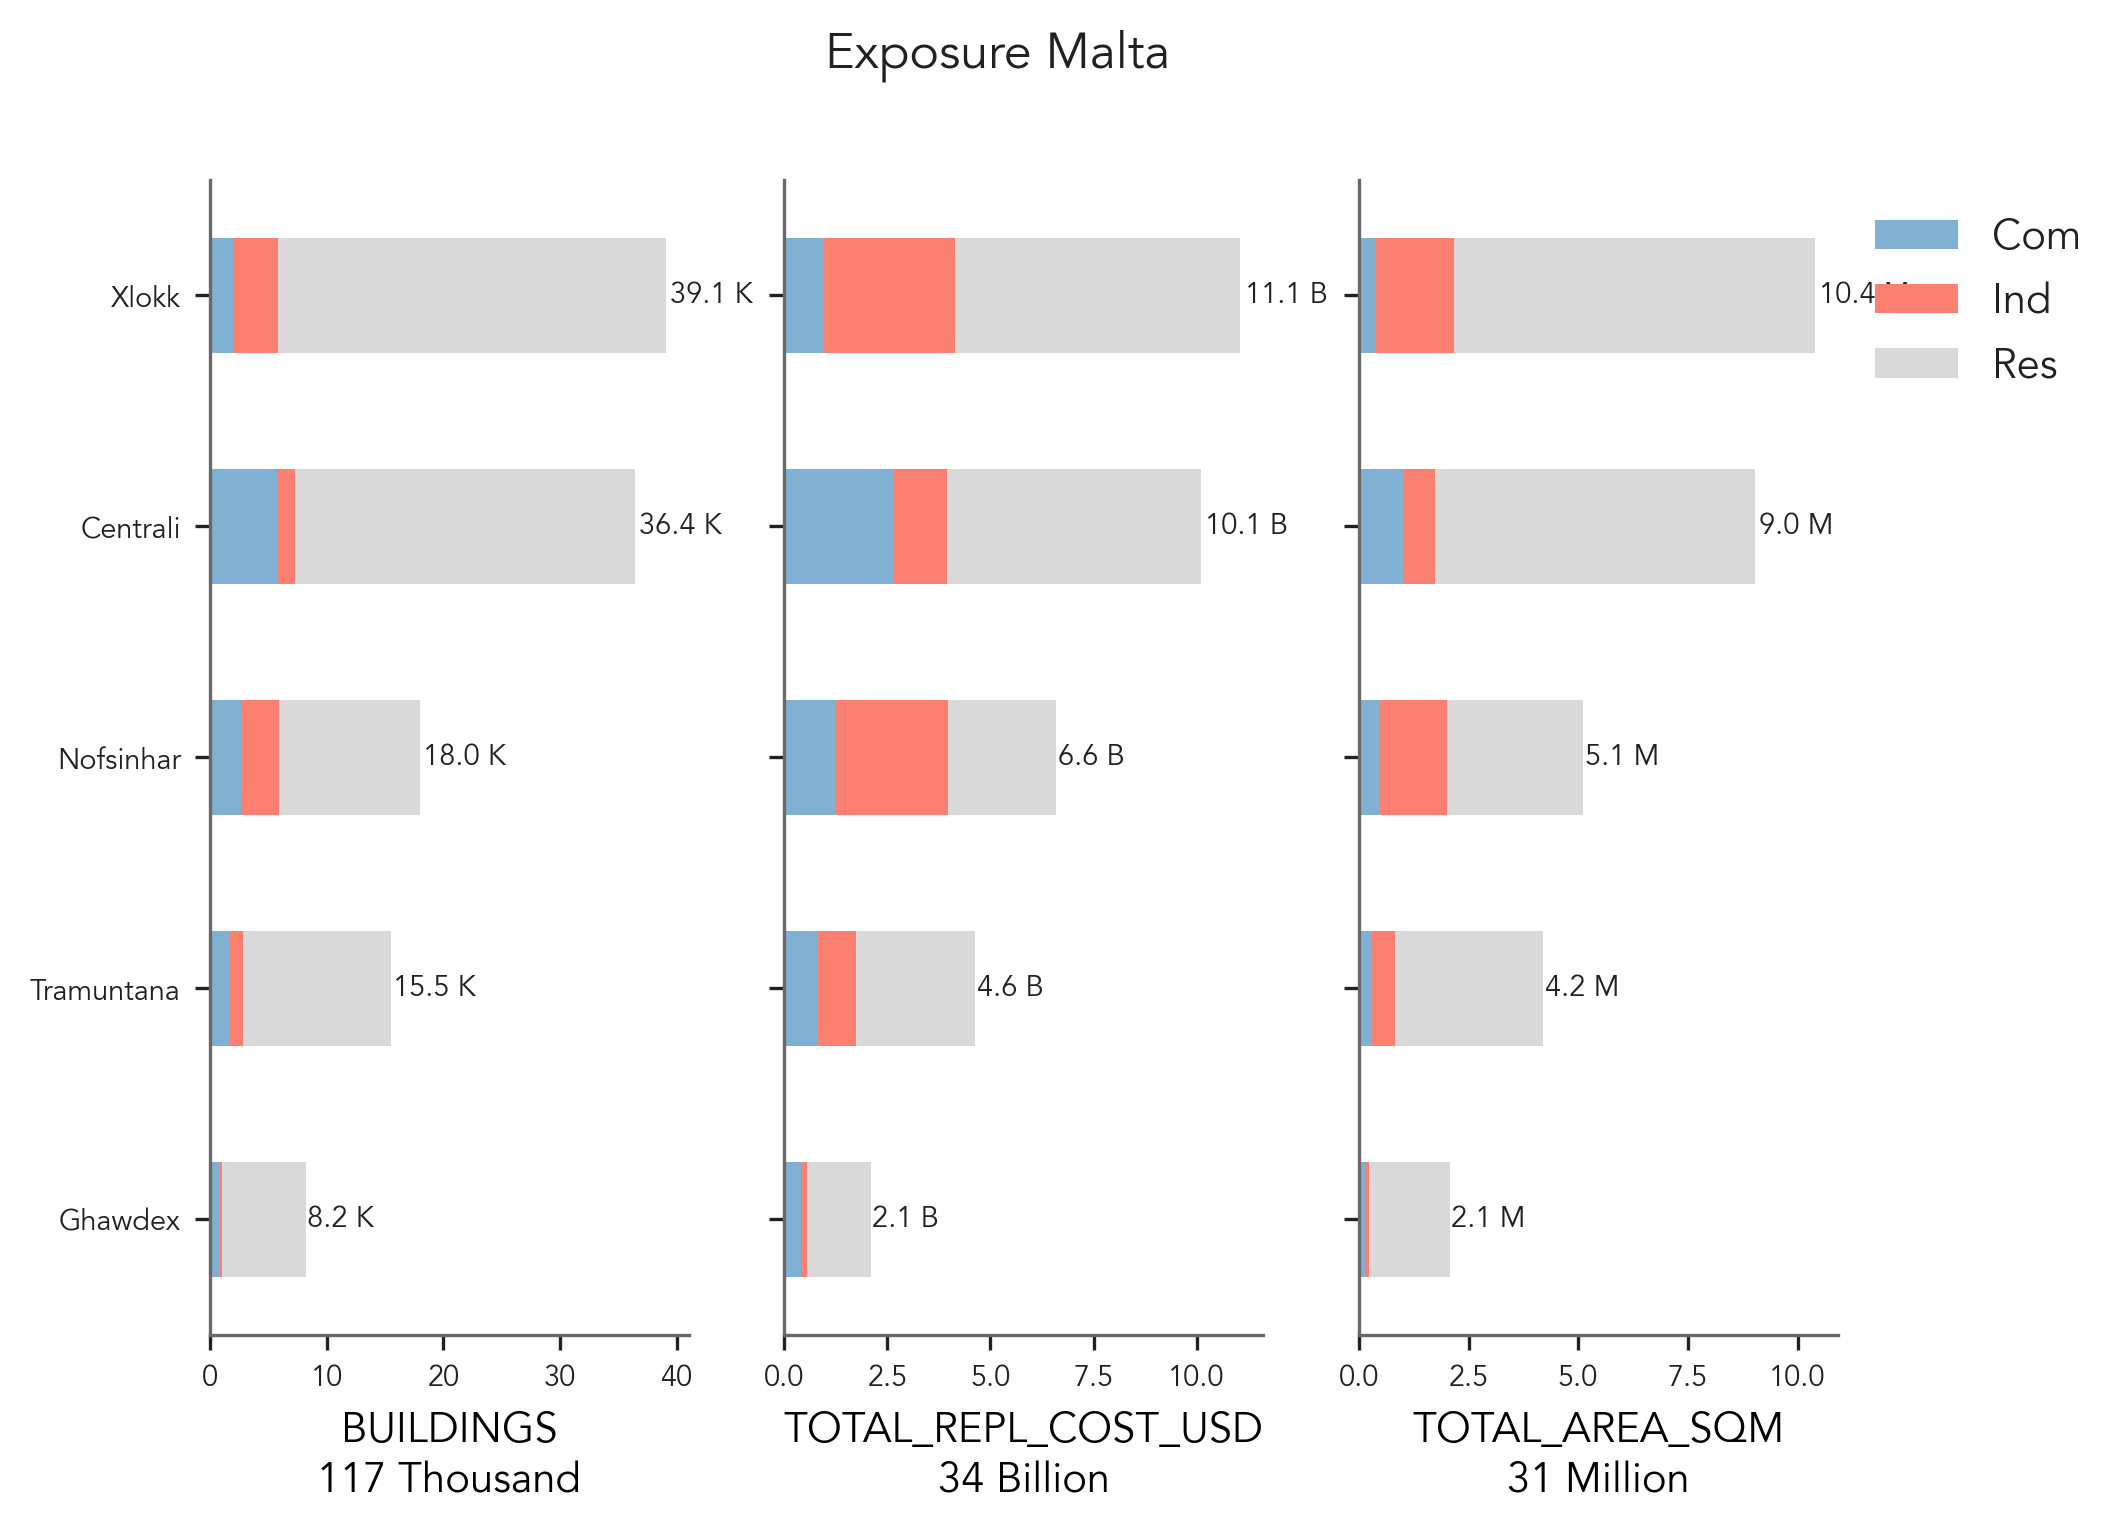 Exposure Malta
Xlokk
Centrali
Nofsinhar
Tramuntana
Ghawdex
39.1 K
36.4 K
18.0 K
15.5 K
8.2 K
0 10 20 30 40
BUILDINGS
117 Thousand
11.1 B
10.1 B
6.6 B
4.6 B
2.1 B
0.0 2.5 5.0 7.5 10.0
TOTAL_REPL_COST_USD
34 Billion
10.4
9.0 M
5.1 M
4.2 M
2.1 M
0.0 2.5 5.0 7.5 10.0
TOTAL_AREA_SQM
31 Million
Com
Ind
Res